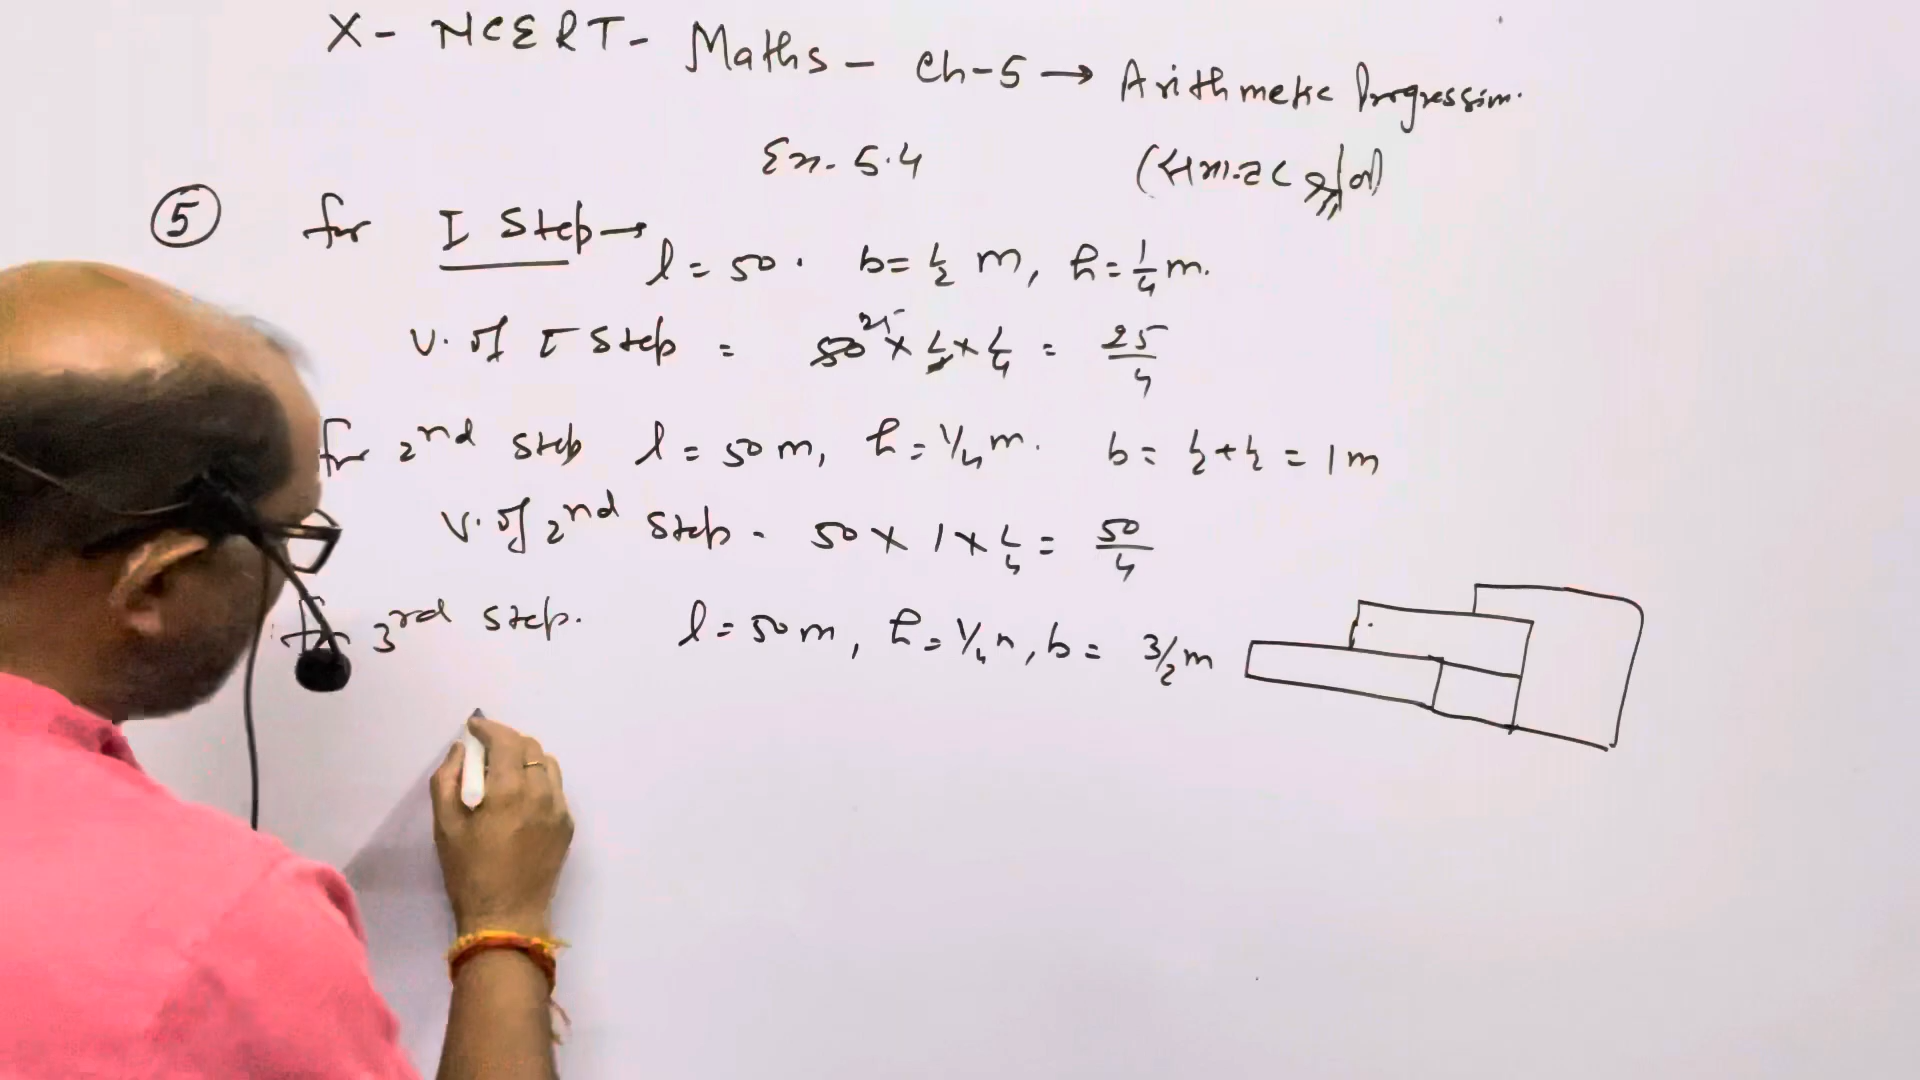 X - NCERT - Maths - Ch-5 → Arithmetic Progression.
Ex. 5.4
⑤ for I Step → l = 50 . b = 1/2 m, h = 1/4 m.
V. of I Step = 50 25 × 1/2 × 1/4 = 25/4
for 2nd step l = 50 m, h = 1/4 m. b = 1/2 + 1/2 = 1 m
V. of 2nd step - 50 × 1 × 1/4 = 50/4
for 3rd step. l = 50 m, h = 1/4 m, b = 3/2 m